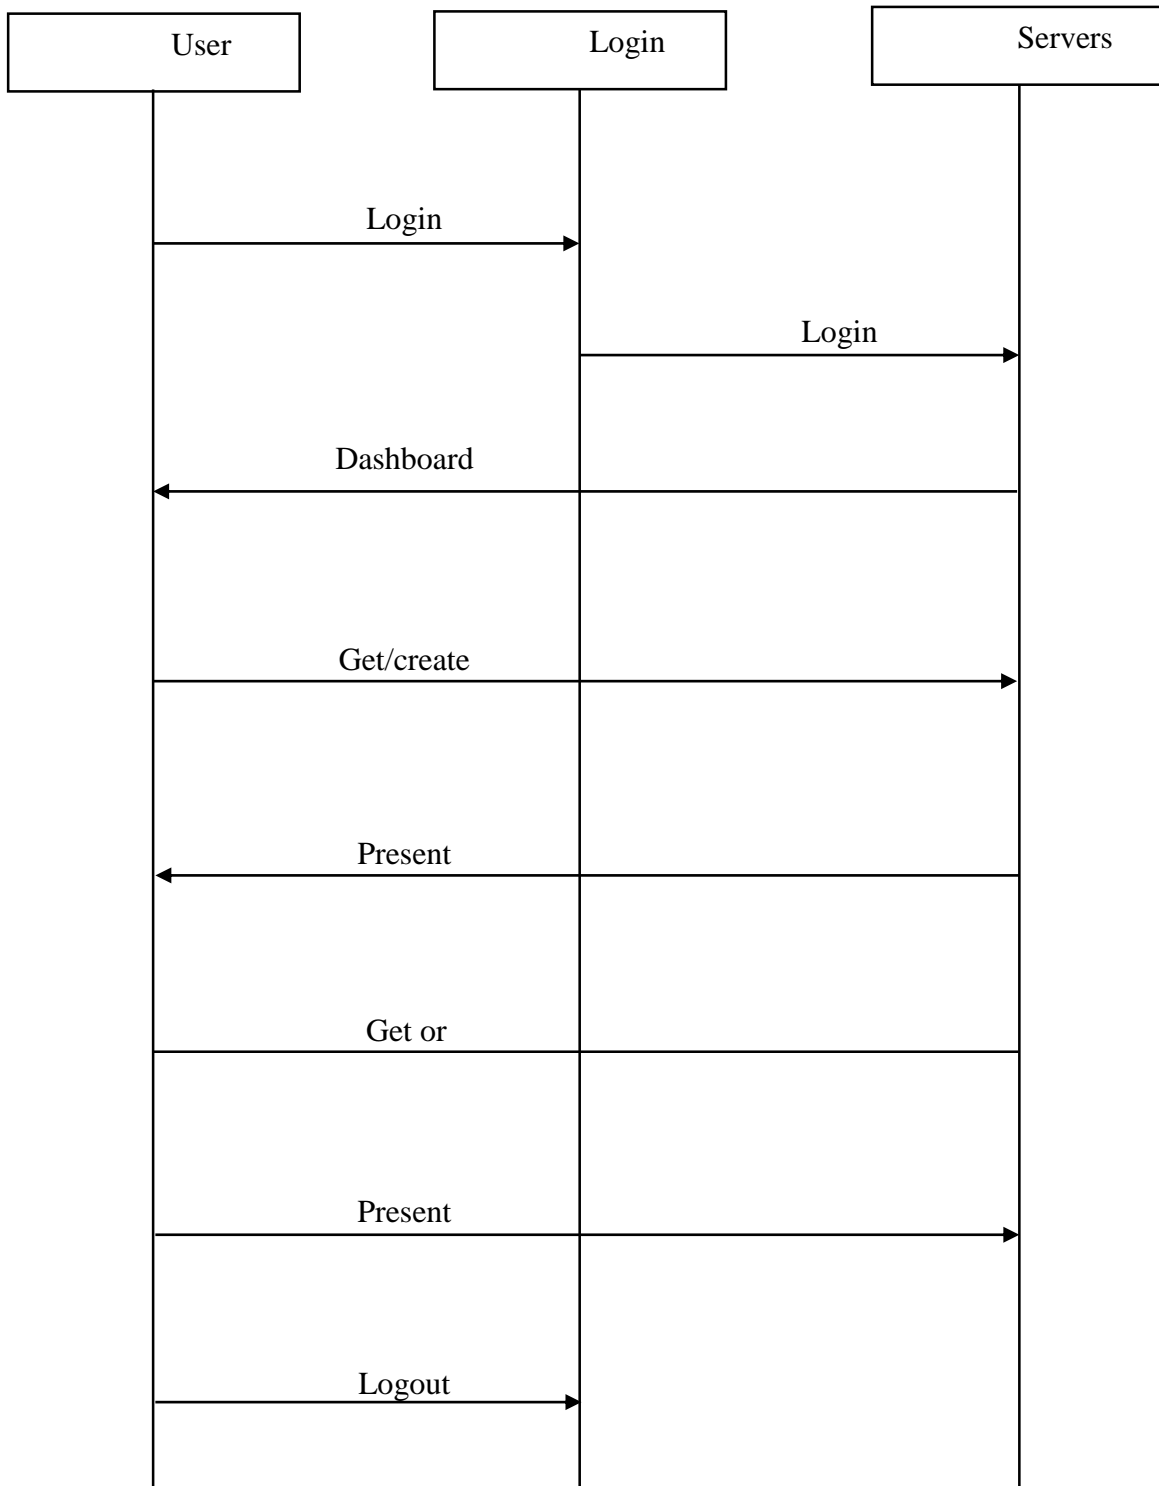 User
Login
Servers
Login
Login
Dashboard
Get/create
Present
Get or
Present
Logout